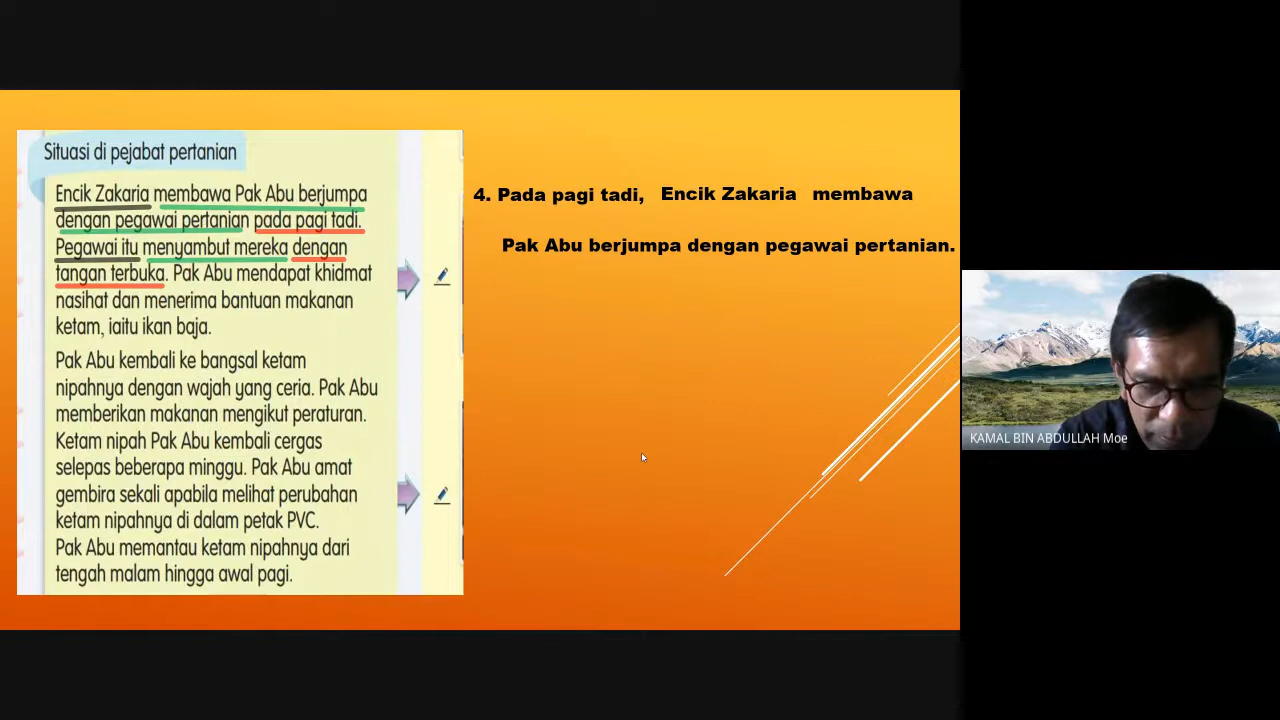 Situasi di pejabat pertanian
Encik Zakaria membawa Pak Abu berjumpa
dengan pegawai pertanian pada pagi tadi.
Pegawai itu menyambut mereka dengan
tangan terbuka. Pak Abu mendapat khidmat
nasihat dan menerima bantuan makanan
ketam, iaitu ikan baja.
Pak Abu kembali ke bangsal ketam
nipahnya dengan wajah yang ceria. Pak Abu
memberikan makanan mengikut peraturan.
Ketam nipah Pak Abu kembali cergas
selepas beberapa minggu. Pak Abu amat
gembira sekali apabila melihat perubahan
ketam nipahnya di dalam petak PVC.
Pak Abu memantau ketam nipahnya dari
tengah malam hingga awal pagi.
4. Pada pagi tadi, Encik Zakaria membawa
Pak Abu berjumpa dengan pegawai pertanian.
KAMAL BIN ABDULLAH Moe